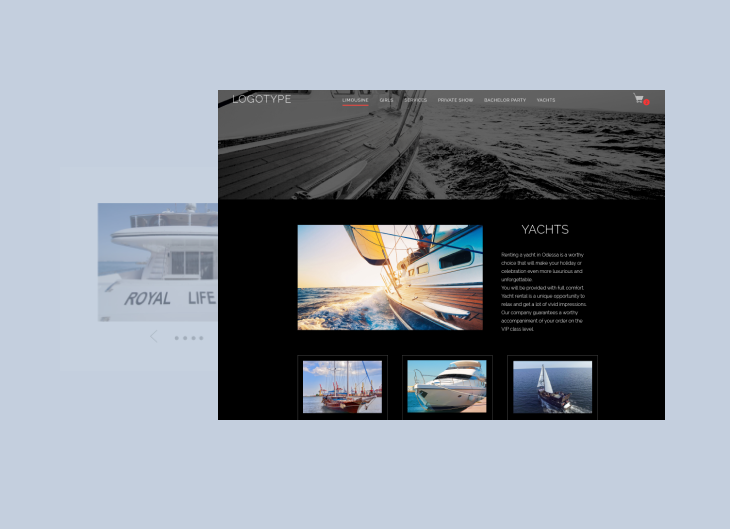 LOGOTYPE
LIMOUSINE GIRLS SERVICES PRIVATE SHOW BACHELOR PARTY YACHTS
YACHTS
Renting a yacht in Odessa is a worthy
choice that will make your holiday or
celebration even more luxurious and
unforgettable.
You will be provided with full comfort.
Yacht rental is a unique opportunity to
relax and get a lot of vivid impressions.
Our company guarantees a worthy
accompaniment of your order on the
VIP class level.
ROYAL LIFE